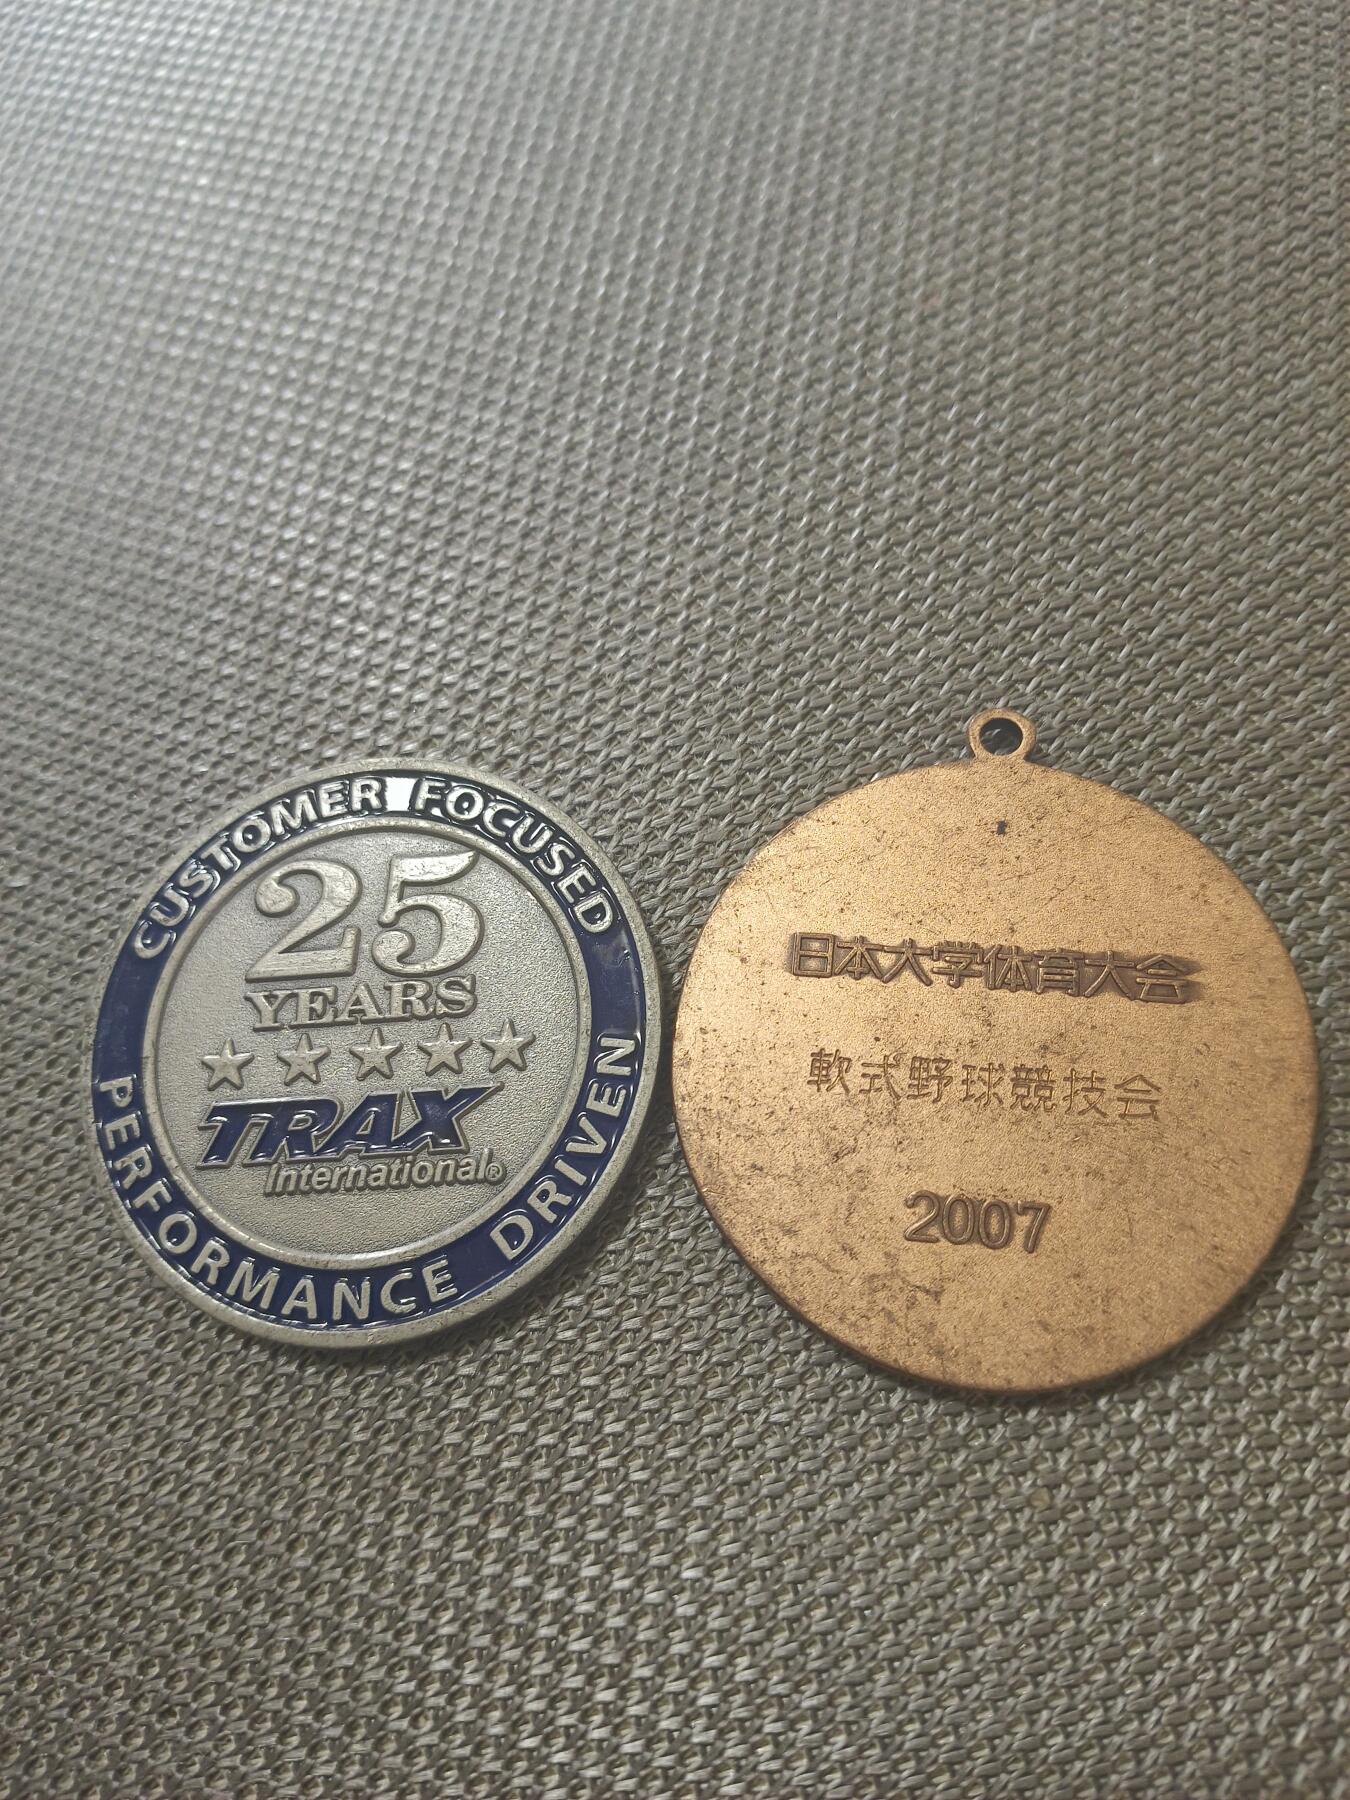 CUSTOMER FOCUSED
25
YEARS
TRAX
International®
PERFORMANCE DRIVEN
日本大学体育大会
軟式野球競技会
2007